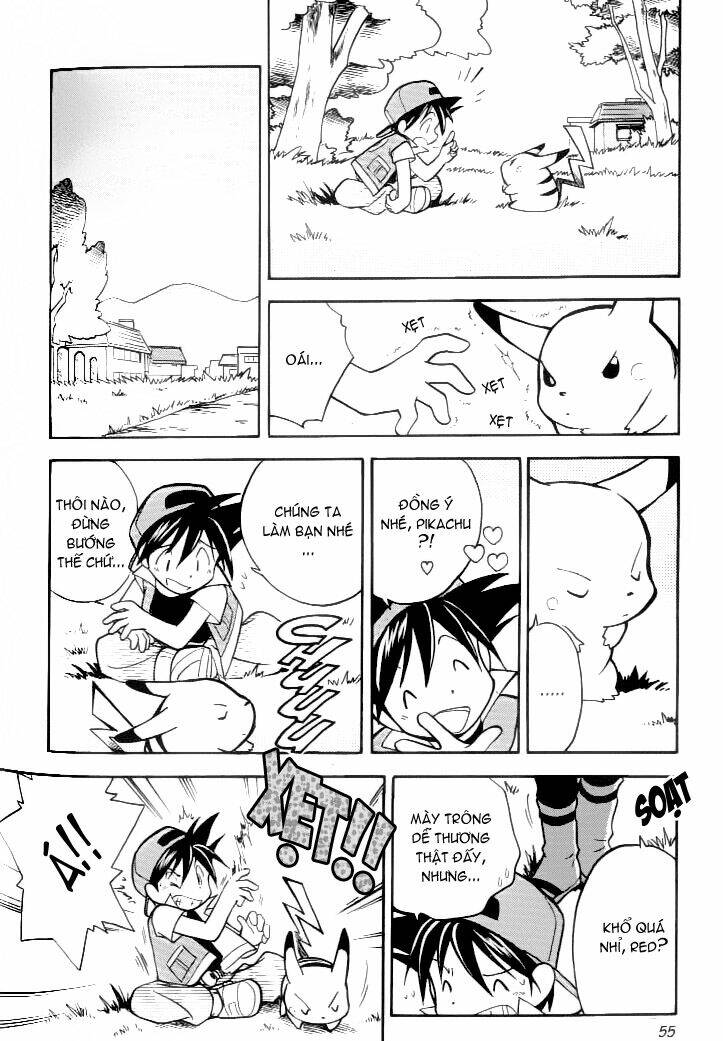 OÁI...
XẸT
XẸT
XẸT
THÔI NÀO,
ĐỪNG
BƯỚNG
THẾ CHỨ...
CHÚNG TA
LÀM BẠN NHÉ
...
CHHUUU
ĐỒNG Ý
NHÉ, PIKACHU
?!
.....
Á!!
XẸT!!
MÀY TRÔNG
DỄ THƯƠNG
THẬT ĐẤY,
NHƯNG...
SOẠT
KHỔ QUÁ
NHỈ, RED?
55